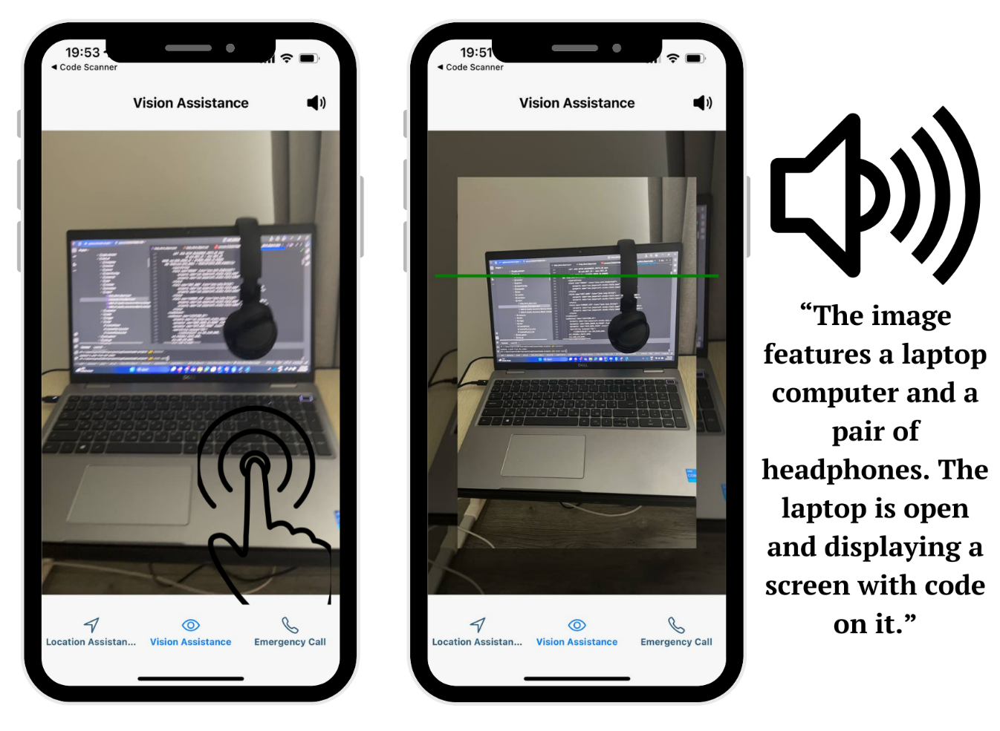 19:53
◀ Code Scanner
Vision Assistance
DELL
Location Assistan...
Vision Assistance
Emergency Call
19:51
◀ Code Scanner
Vision Assistance
DELL
Location Assistan...
Vision Assistance
Emergency Call
“The image
features a laptop
computer and a
pair of
headphones. The
laptop is open
and displaying a
screen with code
on it.”